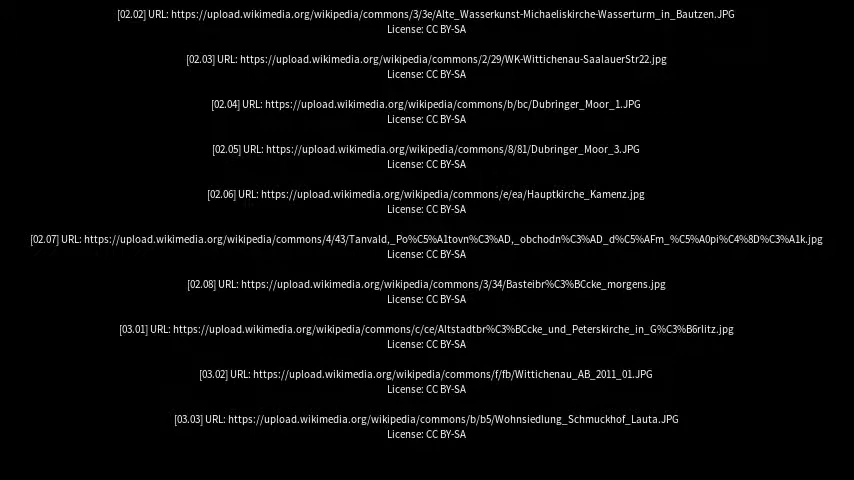 [02.02] URL: https://upload.wikimedia.org/wikipedia/commons/3/3e/Alte_Wasserkunst-Michaeliskirche-Wasserturm_in_Bautzen.JPG
License: CC BY-SA
[02.03] URL: https://upload.wikimedia.org/wikipedia/commons/2/29/WK-Wittichenau-SaalauerStr22.jpg
License: CC BY-SA
[02.04] URL: https://upload.wikimedia.org/wikipedia/commons/b/bc/Dubringer_Moor_1.JPG
License: CC BY-SA
[02.05] URL: https://upload.wikimedia.org/wikipedia/commons/8/81/Dubringer_Moor_3.JPG
License: CC BY-SA
[02.06] URL: https://upload.wikimedia.org/wikipedia/commons/e/ea/Hauptkirche_Kamenz.jpg
License: CC BY-SA
[02.07] URL: https://upload.wikimedia.org/wikipedia/commons/4/43/Tanvald,_Po%C5%A1tovn%C3%AD,_obchodn%C3%AD_d%C5%AFm_%C5%A0pi%C4%8D%C3%A1k.jpg
License: CC BY-SA
[02.08] URL: https://upload.wikimedia.org/wikipedia/commons/3/34/Basteibr%C3%BCcke_morgens.jpg
License: CC BY-SA
[03.01] URL: https://upload.wikimedia.org/wikipedia/commons/c/ce/Altstadtbr%C3%BCcke_und_Peterskirche_in_G%C3%B6rlitz.jpg
License: CC BY-SA
[03.02] URL: https://upload.wikimedia.org/wikipedia/commons/f/fb/Wittichenau_AB_2011_01.JPG
License: CC BY-SA
[03.03] URL: https://upload.wikimedia.org/wikipedia/commons/b/b5/Wohnsiedlung_Schmuckhof_Lauta.JPG
License: CC BY-SA